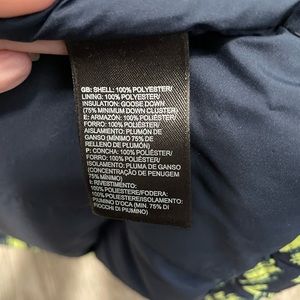 GB: SHELL: 100% POLYESTER/
LINING: 100% POLYESTER/
INSULATION: GOOSE DOWN
(75% MINIMUM DOWN CLUSTER)
E: ARMAZÓN: 100% POLIÉSTER/
FORRO: 100% POLIÉSTER/
AISLAMIENTO: PLUMÓN DE
GANSO (MÍNIMO 75% DE
RELLENO DE PLUMÓN)
P: CONCHA: 100% POLIÉSTER/
FORRO: 100% POLIÉSTER/
ISOLAMENTO: PLUMA DE GANSO
(CONCENTRAÇÃO DE PENUGEM
75% MÍNIMO)
I: RIVESTIMENTO:
100% POLIESTERE/FODERA:
100% POLIESTERE/ISOLAMENTO:
PIUMINO D'OCA (MIN. 75% DI
FIOCCHI DI PIUMINO)